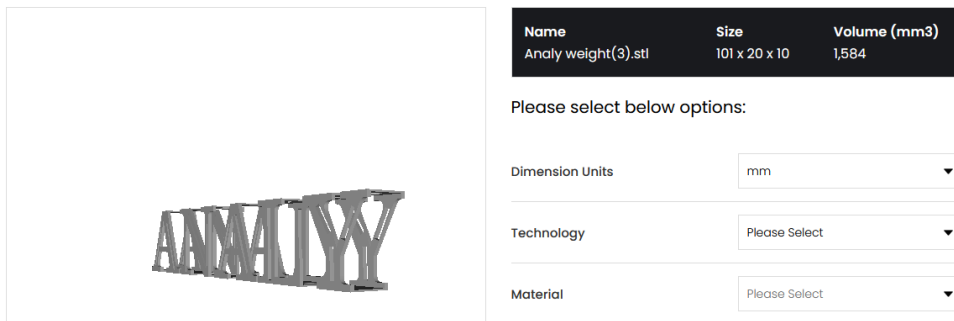 Name Size Volume (mm3)
Analy weight(3).stl 101 x 20 x 10 1,584
Please select below options:
Dimension Units mm
Technology Please Select
Material Please Select